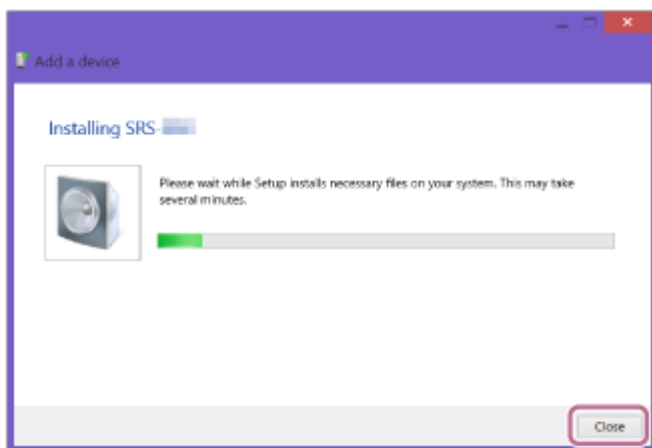 Add a device
Installing SRS-
Please wait while Setup installs necessary files on your system. This may take
several minutes.
Close